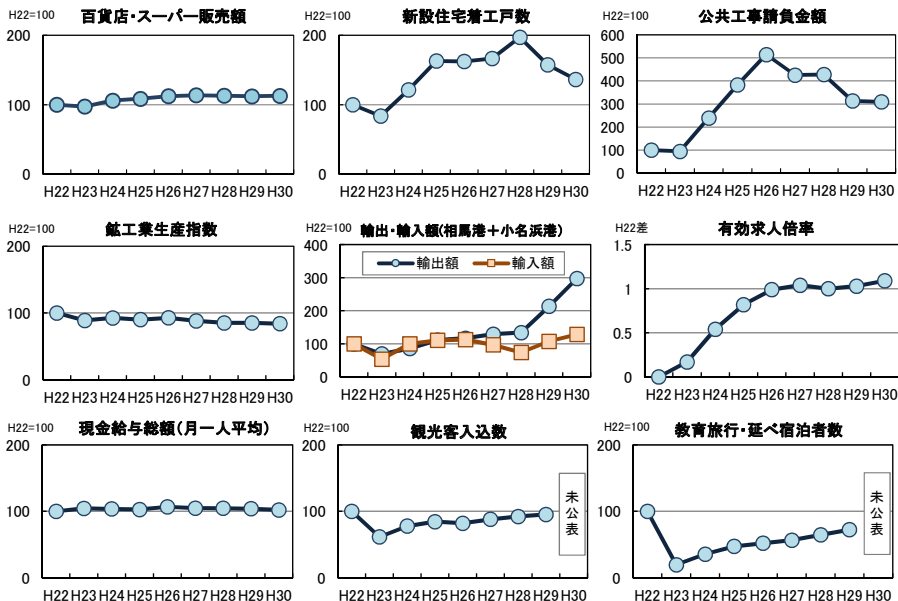 H22=100
百貨店・スーパー販売額
200
100
0
H22 H23 H24 H25 H26 H27 H28 H29 H30
H22=100
新設住宅着工戸数
200
100
0
H22 H23 H24 H25 H26 H27 H28 H29 H30
H22=100
公共工事請負金額
600
500
400
300
200
100
0
H22 H23 H24 H25 H26 H27 H28 H29 H30
H22=100
鉱工業生産指数
200
100
0
H22 H23 H24 H25 H26 H27 H28 H29 H30
H22=100
輸出・輸入額(相馬港+小名浜港)
400
300
200
100
0
輸出額 輸入額
H22 H23 H24 H25 H26 H27 H28 H29 H30
H22差
有効求人倍率
1.5
1
0.5
0
H22 H23 H24 H25 H26 H27 H28 H29 H30
H22=100
現金給与総額(月一人平均)
200
100
0
H22 H23 H24 H25 H26 H27 H28 H29 H30
H22=100
観光客入込数
200
100
0
未公表
H22 H23 H24 H25 H26 H27 H28 H29 H30
H22=100
教育旅行・延べ宿泊者数
200
100
0
未公表
H22 H23 H24 H25 H26 H27 H28 H29 H30